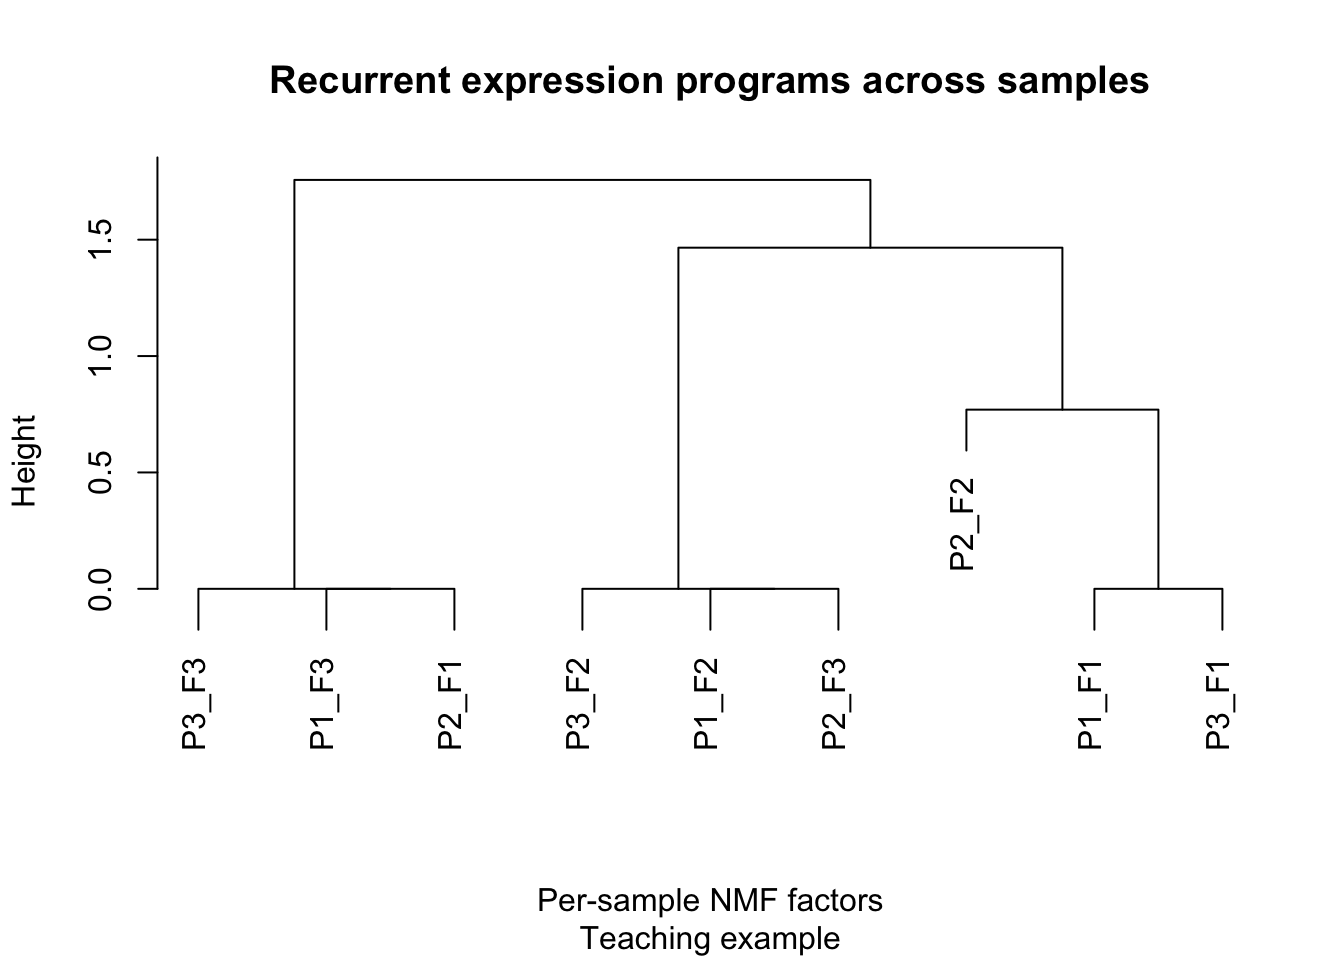 Recurrent expression programs across samples
Height
1.5
1.0
0.5
0.0
P3_F3
P1_F3
P2_F1
P3_F2
P1_F2
P2_F3
P2_F2
P1_F1
P3_F1
Per-sample NMF factors
Teaching example